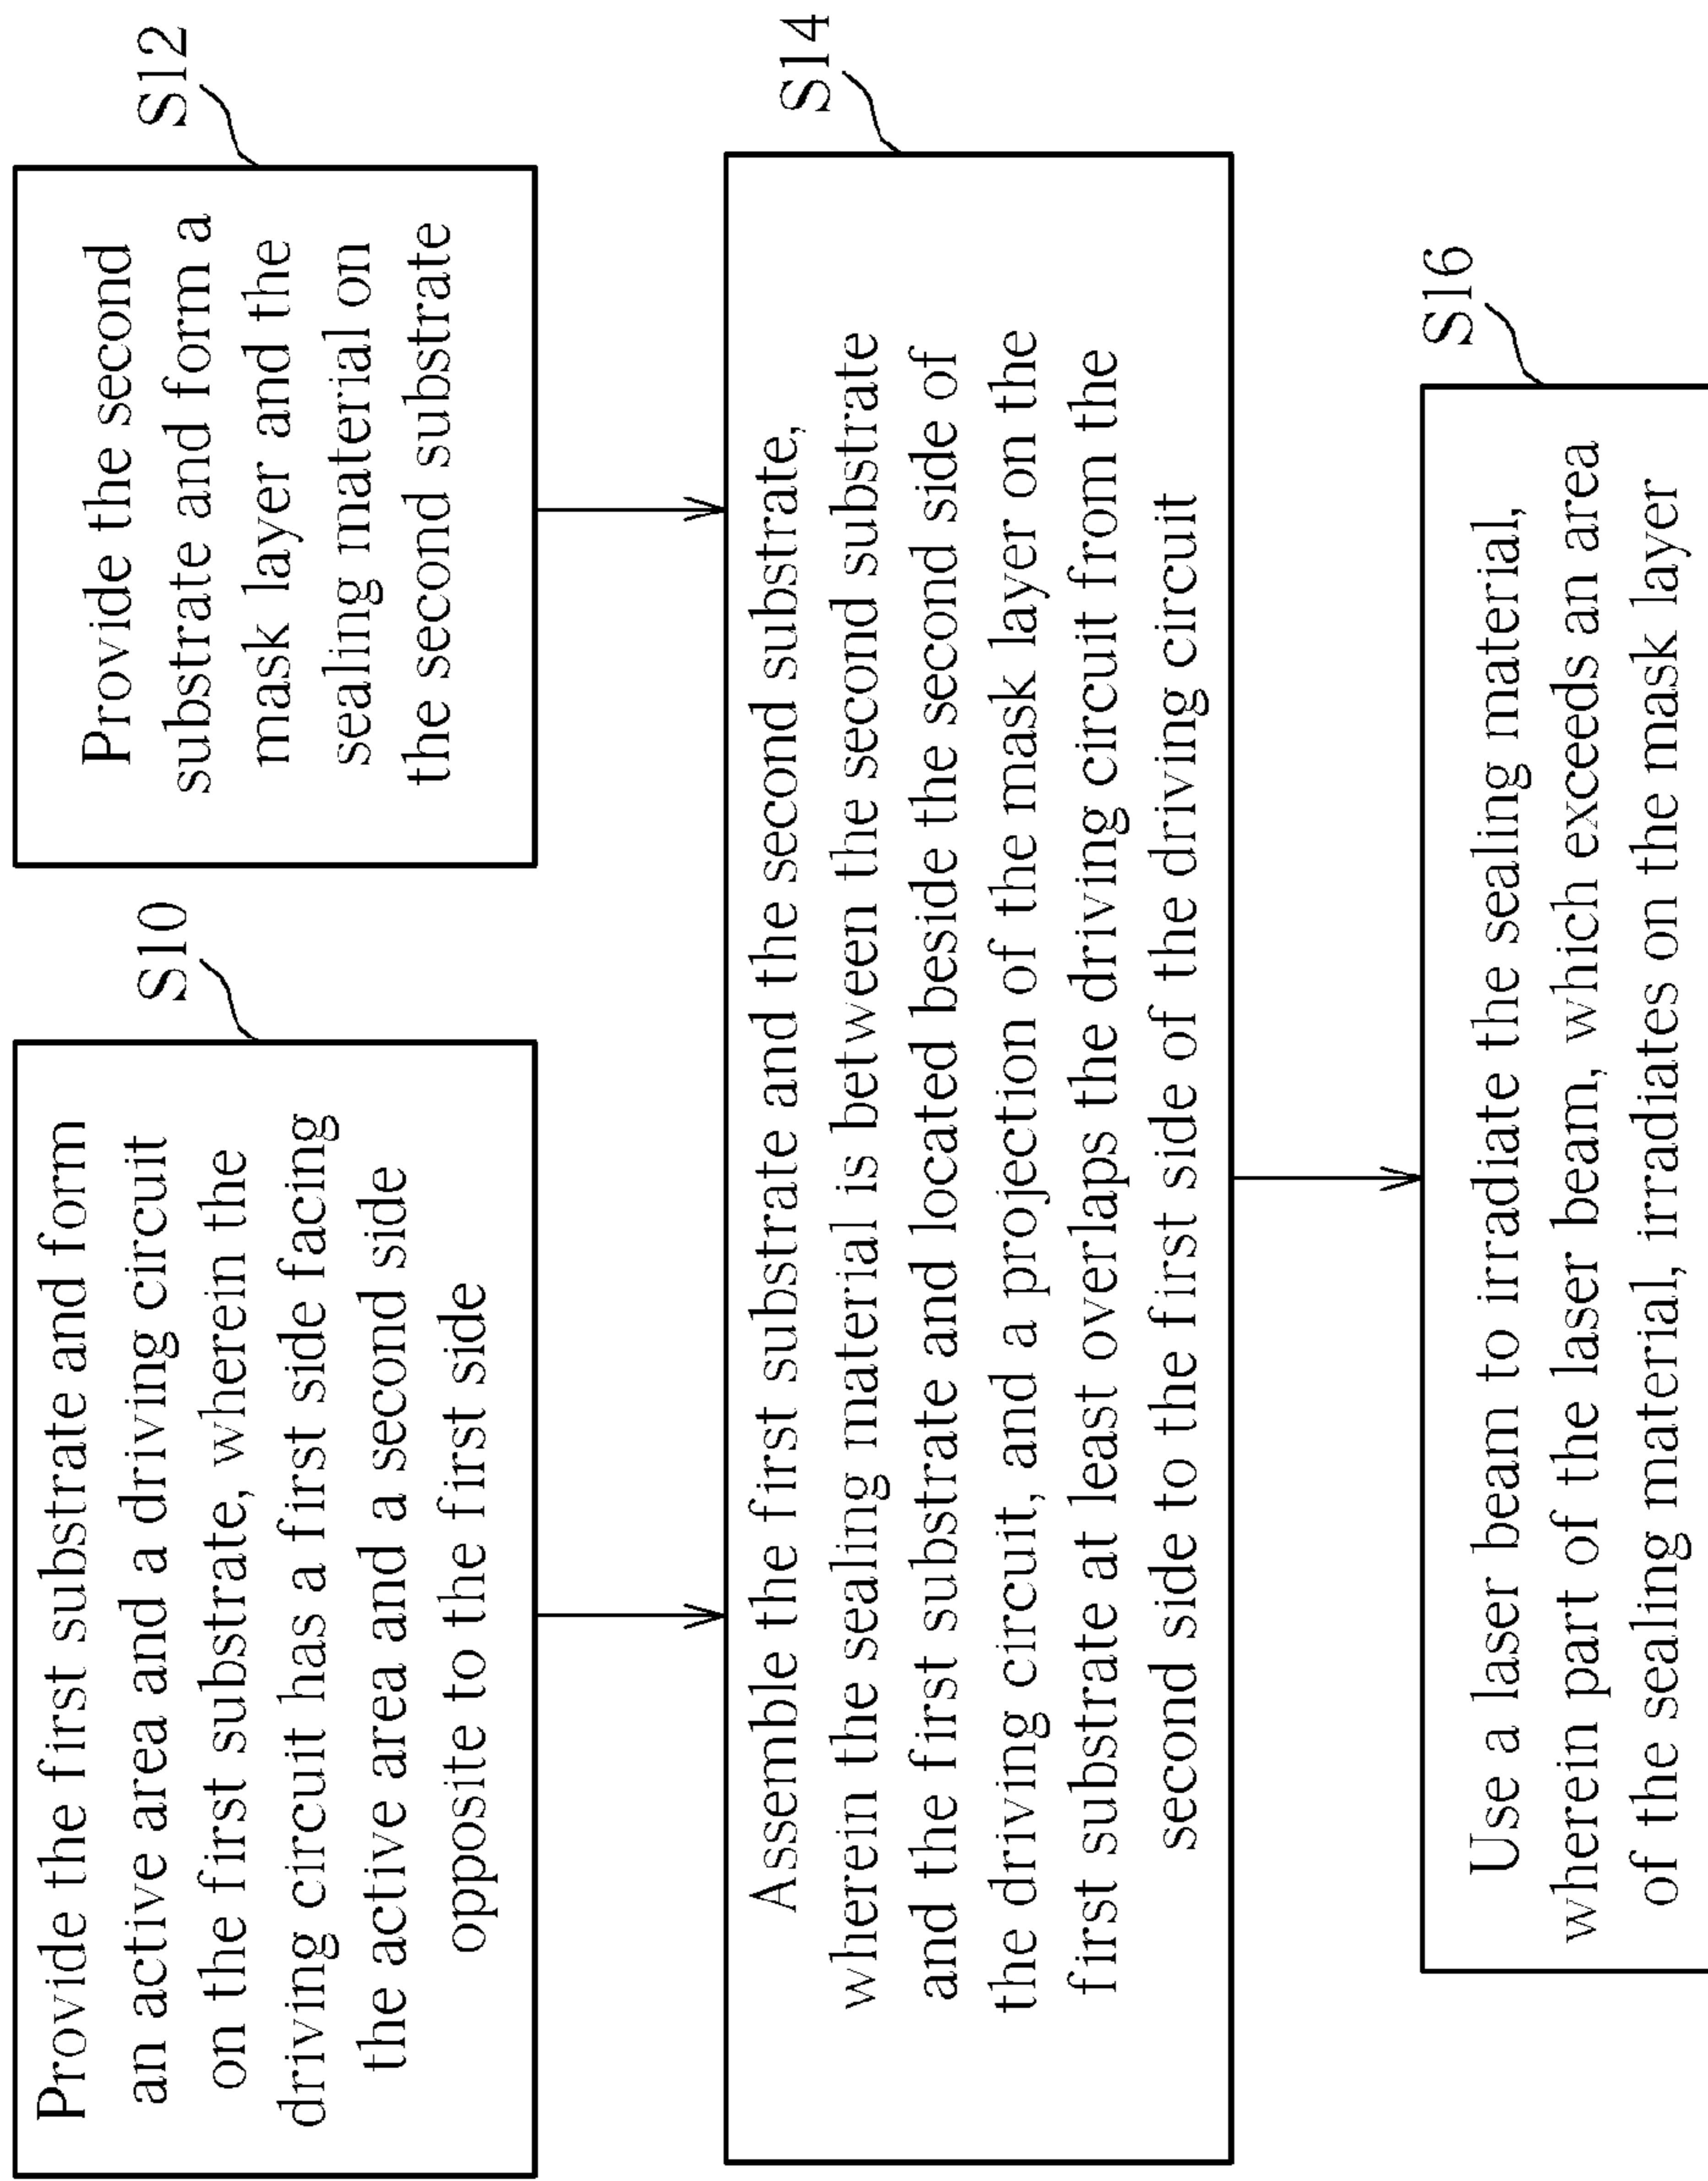 Provide the first substrate and form
an active area and a driving circuit
on the first substrate, wherein the
driving circuit has a first side facing
the active area and a second side
opposite to the first side
S10
Provide the second
substrate and form a
mask layer and the
sealing material on
the second substrate
S12
Assemble the first substrate and the second substrate,
wherein the sealing material is between the second substrate
and the first substrate and located beside the second side of
the driving circuit, and a projection of the mask layer on the
first substrate at least overlaps the driving circuit from the
second side to the first side of the driving circuit
S14
Use a laser beam to irradiate the sealing material,
wherein part of the laser beam, which exceeds an area
of the sealing material, irradiates on the mask layer
S16